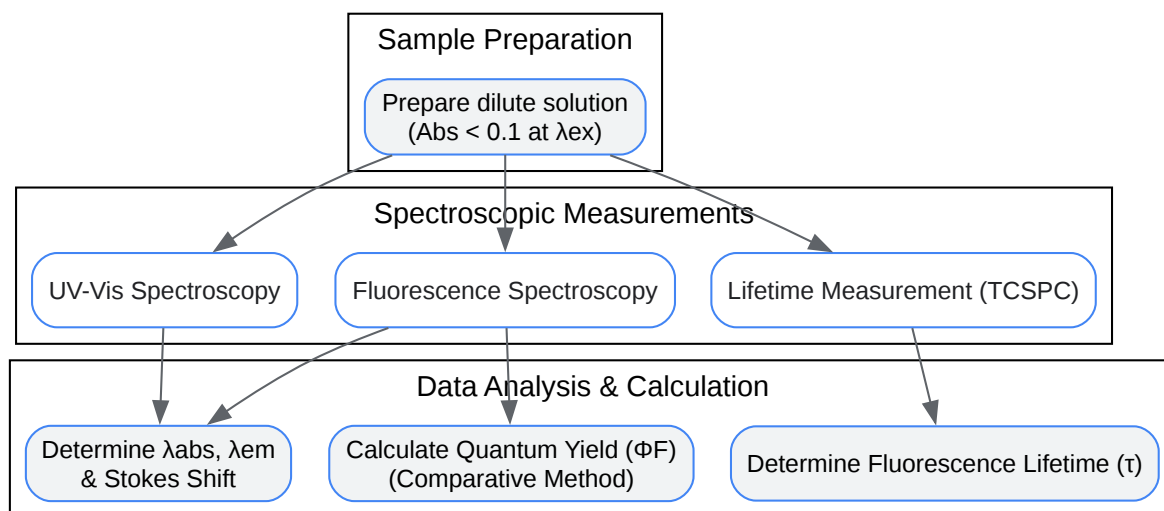 Sample Preparation
Prepare dilute solution
(Abs < 0.1 at λex)
Spectroscopic Measurements
UV-Vis Spectroscopy
Fluorescence Spectroscopy
Lifetime Measurement (TCSPC)
Data Analysis & Calculation
Determine λabs, λem
& Stokes Shift
Calculate Quantum Yield (ΦF)
(Comparative Method)
Determine Fluorescence Lifetime (τ)